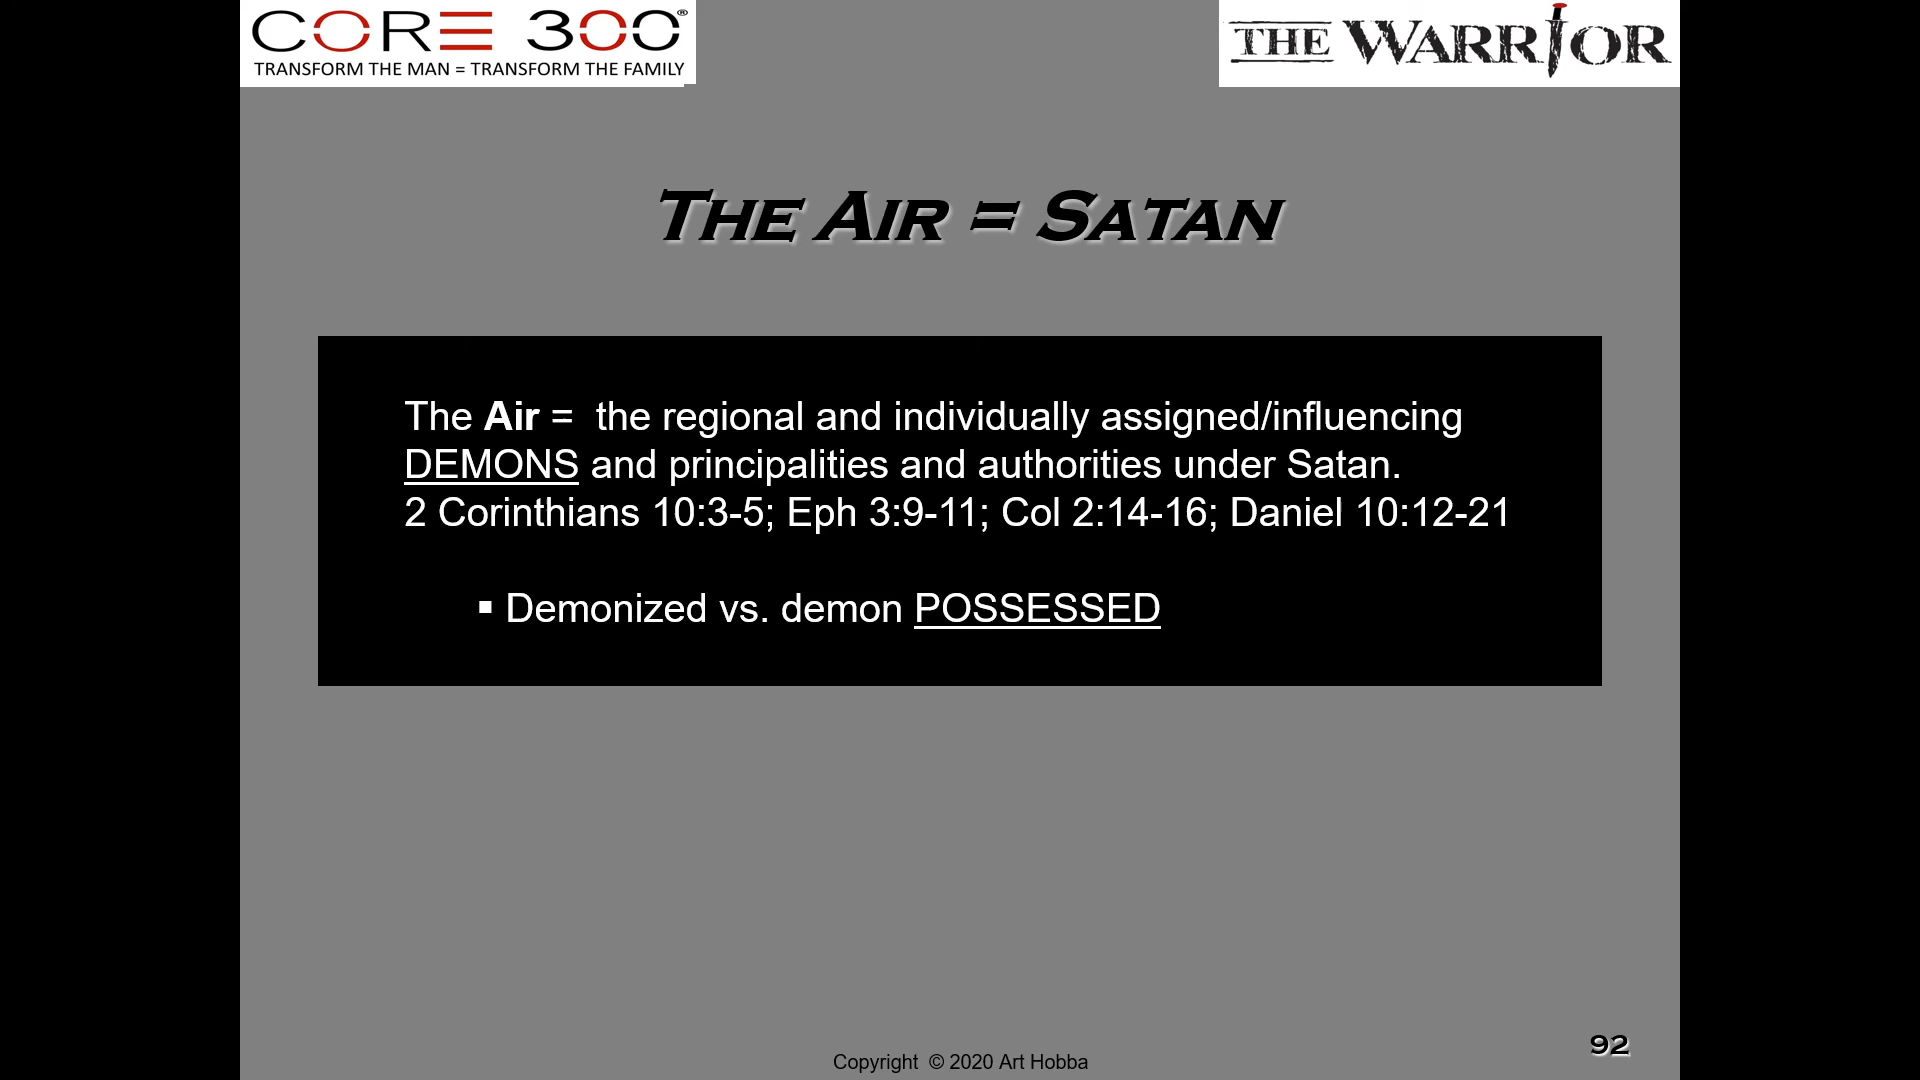 CORE 300®
TRANSFORM THE MAN = TRANSFORM THE FAMILY
THE WARRIOR
THE AIR = SATAN
The Air =  the regional and individually assigned/influencing
DEMONS and principalities and authorities under Satan.
2 Corinthians 10:3-5; Eph 3:9-11; Col 2:14-16; Daniel 10:12-21
▪ Demonized vs. demon POSSESSED
Copyright  © 2020 Art Hobba
92